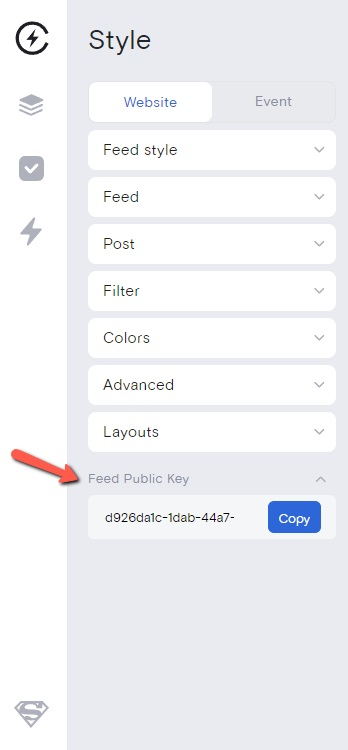 Style
Website
Event
Feed style
Feed
Post
Filter
Colors
Advanced
Layouts
Feed Public Key
d926da1c-1dab-44a7-
Copy